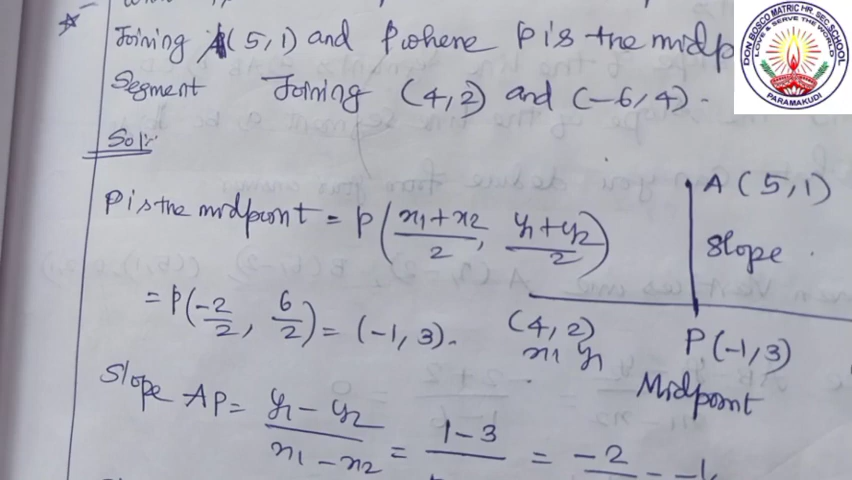 Joining A(5,1) and P where P is the midp
Segment Joining (4,2) and (-6,4).
Sol:
P is the midpoint = P(x1+x2/2, y1+y2/2)
= P(-2/2, 6/2) = (-1,3).
Slope AP = y1-y2/x1-x2 = 1-3/ = -2/
A(5,1)
Slope
(4,2)
x1 y1
P(-1,3)
Midpoint
DON BOSCO MATRIC HR. SEC SCHOOL
LOVE & SERVE THE WORLD
PARAMAKUDI